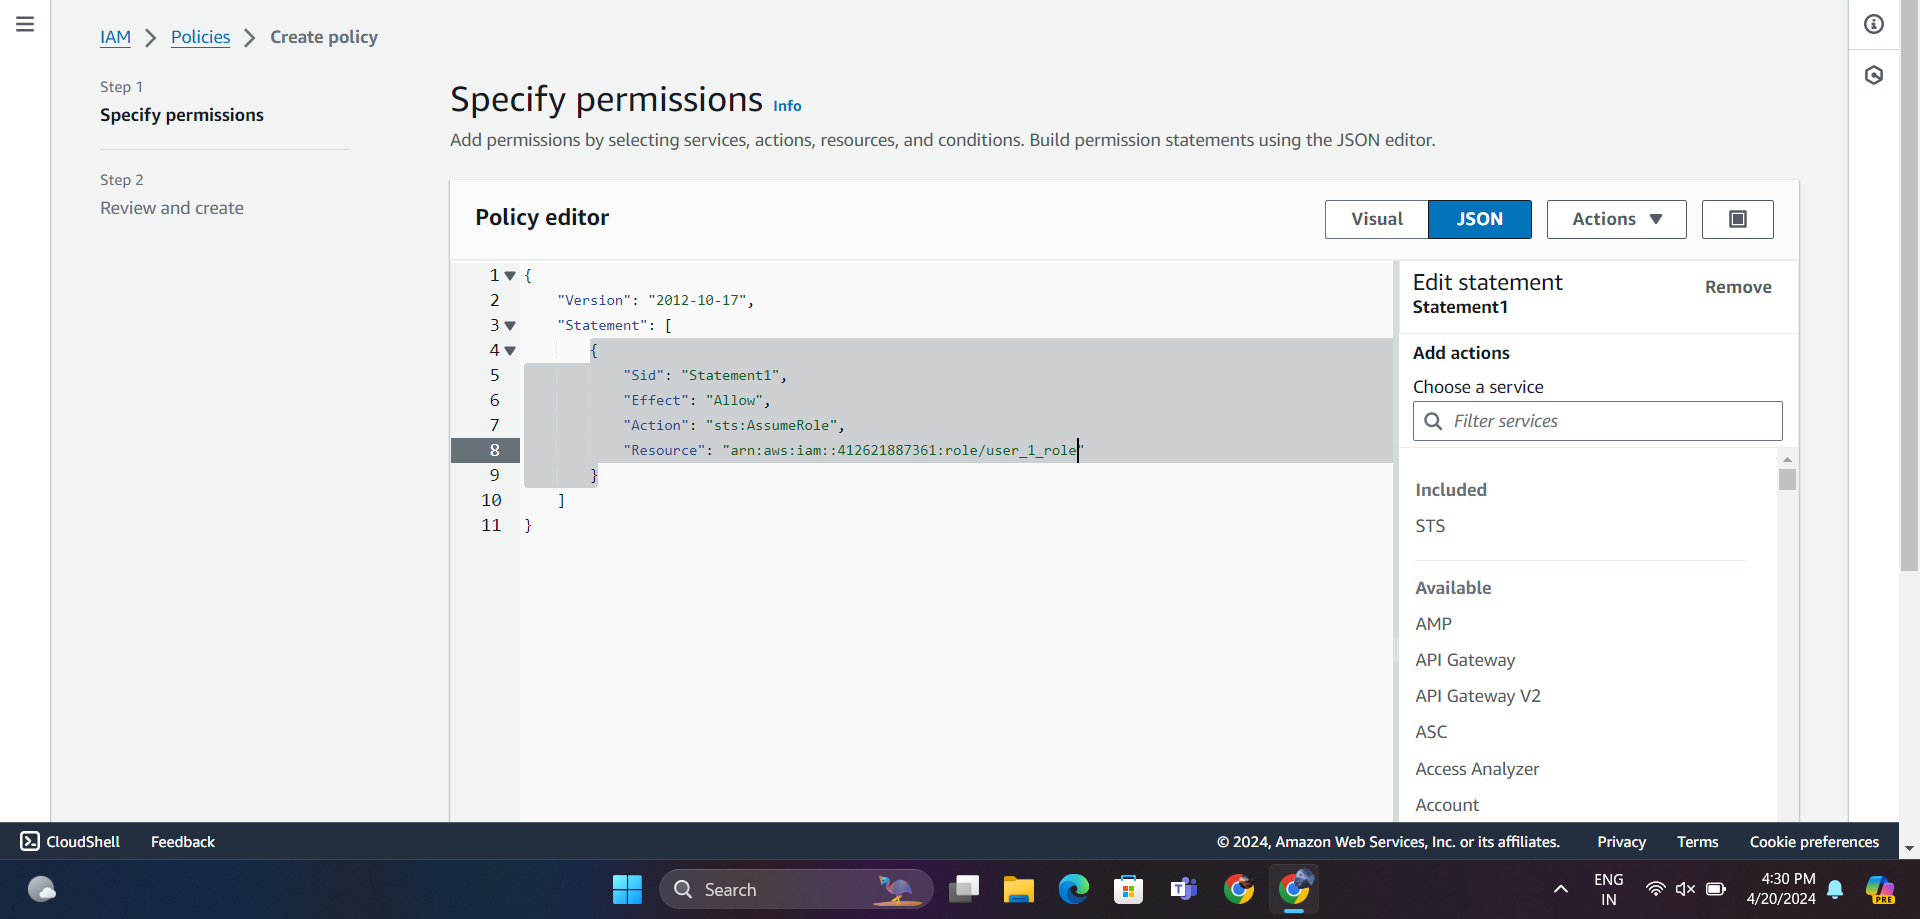 IAM > Policies > Create policy
Step 1
Specify permissions
Step 2
Review and create
Specify permissions Info
Add permissions by selecting services, actions, resources, and conditions. Build permission statements using the JSON editor.
Policy editor
Visual JSON Actions
1 {
2 "Version": "2012-10-17",
3 "Statement": [
4 {
5 "Sid": "Statement1",
6 "Effect": "Allow",
7 "Action": "sts:AssumeRole",
8 "Resource": "arn:aws:iam::412621887361:role/user_1_role"
9 }
10 ]
11 }
Edit statement Remove
Statement1
Add actions
Choose a service
Filter services
Included
STS
Available
AMP
API Gateway
API Gateway V2
ASC
Access Analyzer
Account
CloudShell Feedback © 2024, Amazon Web Services, Inc. or its affiliates. Privacy Terms Cookie preferences
Search
ENG
IN
4:30 PM
4/20/2024
PRE